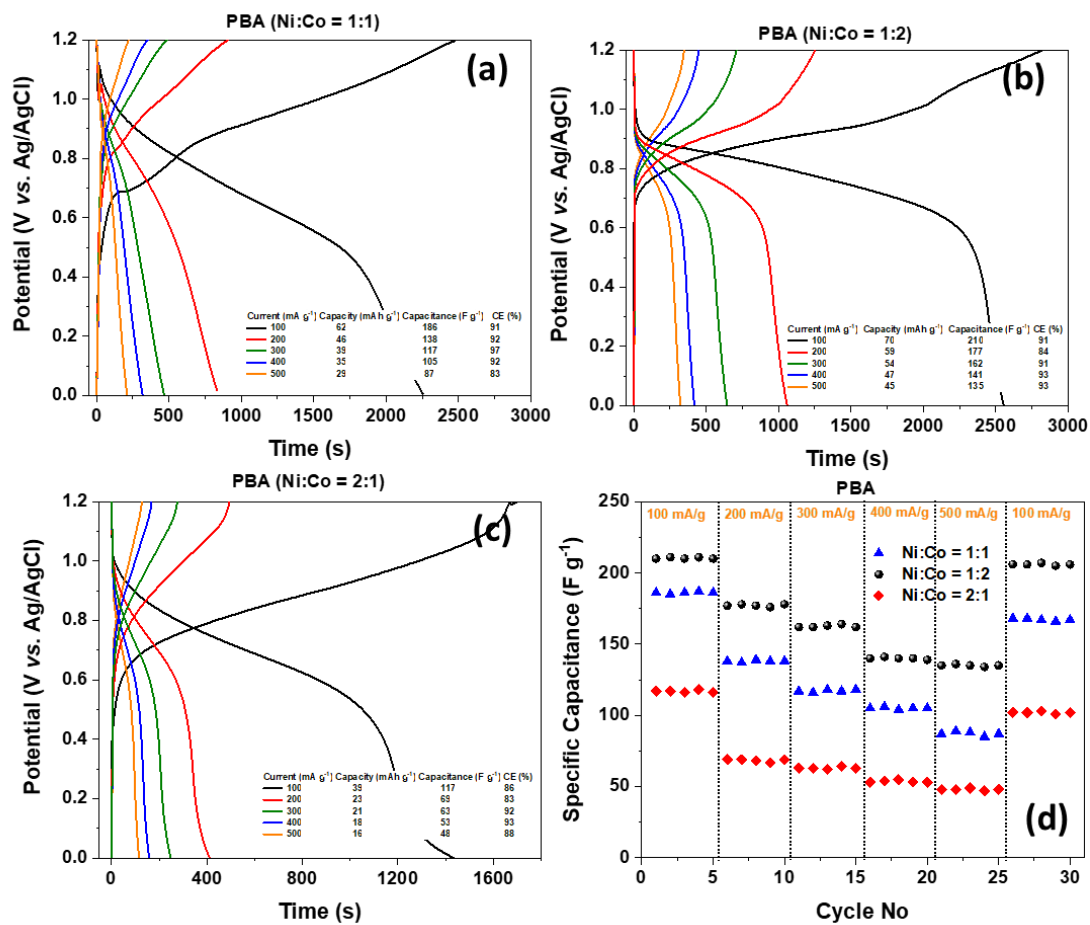 PBA (Ni:Co = 1:1)
(a)
1.2
1.0
0.8
0.6
0.4
0.2
0.0
Potential (V vs. Ag/AgCl)
Current (mA g⁻¹) Capacity (mAh g⁻¹) Capacitance (F g⁻¹) CE (%)
100 62 186 91
200 46 138 92
300 39 117 97
400 35 105 92
500 29 87 83
0 500 1000 1500 2000 2500 3000
Time (s)
PBA (Ni:Co = 1:2)
(b)
1.2
1.0
0.8
0.6
0.4
0.2
0.0
Potential (V vs. Ag/AgCl)
Current (mA g⁻¹) Capacity (mAh g⁻¹) Capacitance (F g⁻¹) CE (%)
100 70 210 91
200 59 177 84
300 54 162 91
400 47 141 93
500 45 135 93
0 500 1000 1500 2000 2500 3000
Time (s)
PBA (Ni:Co = 2:1)
(c)
1.2
1.0
0.8
0.6
0.4
0.2
0.0
Potential (V vs. Ag/AgCl)
Current (mA g⁻¹) Capacity (mAh g⁻¹) Capacitance (F g⁻¹) CE (%)
100 39 117 86
200 23 69 83
300 21 63 92
400 18 53 93
500 16 48 88
0 400 800 1200 1600
Time (s)
PBA
250
200
150
100
50
0
Specific Capacitance (F g⁻¹)
100 mA/g 200 mA/g 300 mA/g 400 mA/g 500 mA/g 100 mA/g
Ni:Co = 1:1
Ni:Co = 1:2
Ni:Co = 2:1
(d)
0 5 10 15 20 25 30
Cycle No